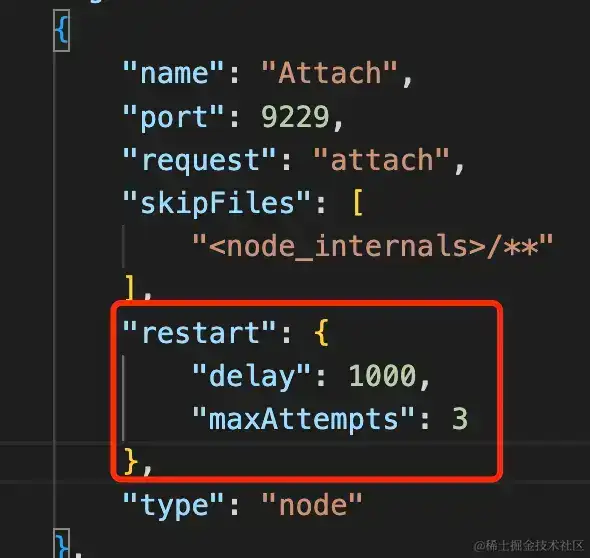 {
"name": "Attach",
"port": 9229,
"request": "attach",
"skipFiles": [
"<node_internals>/**"
],
"restart": {
"delay": 1000,
"maxAttempts": 3
},
"type": "node"
},
@稀土掘金技术社区